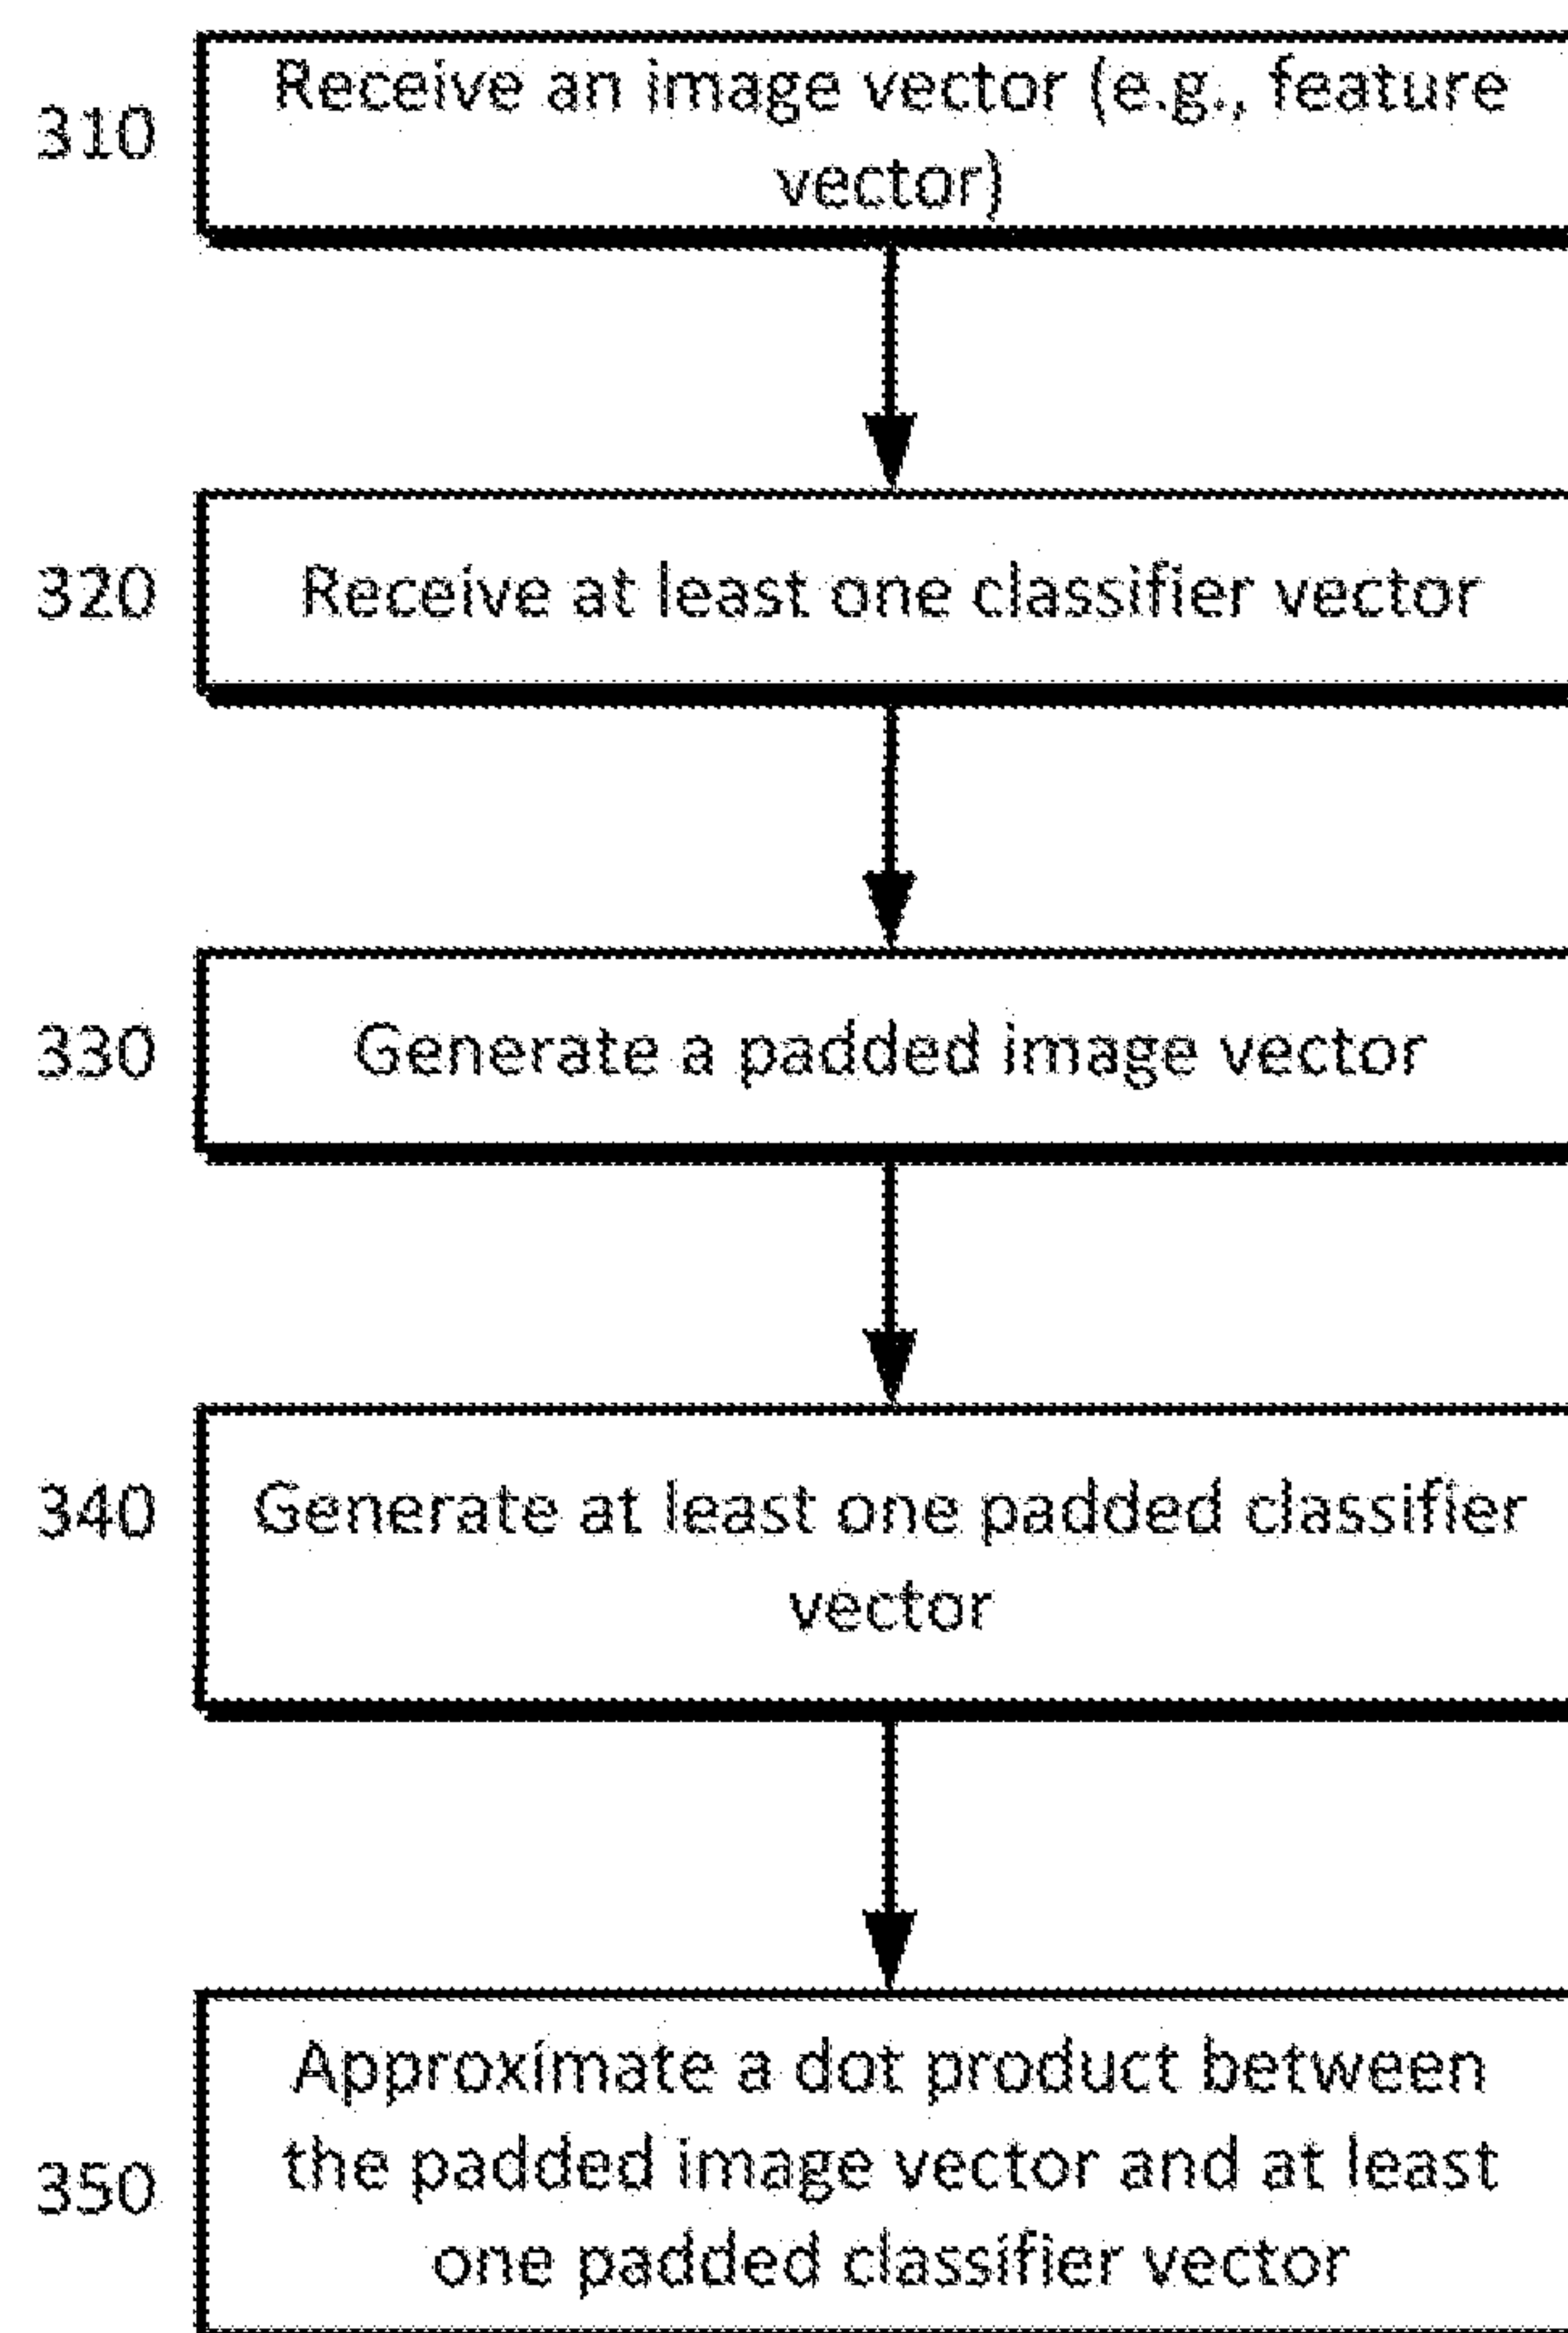 310
Receive an image vector (e.g., feature
vector)
320
Receive at least one classifier vector
330
Generate a padded image vector
340
Generate at least one padded classifier
vector
350
Approximate a dot product between
the padded image vector and at least
one padded classifier vector